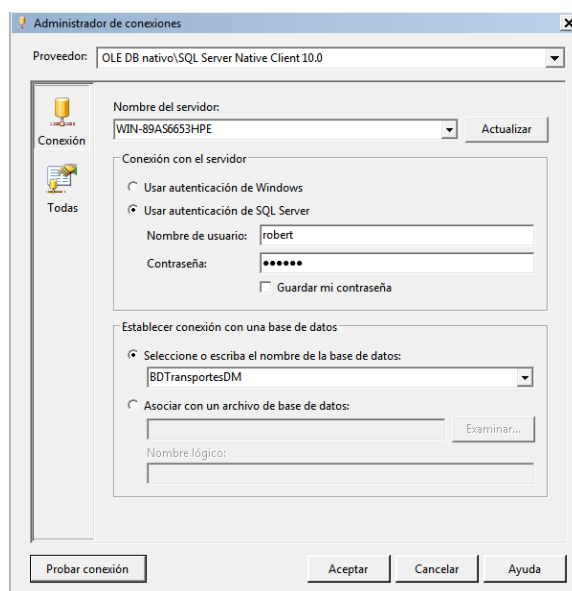 Administrador de conexiones
Proveedor: OLE DB nativo\SQL Server Native Client 10.0
Conexión
Todas
Nombre del servidor:
WIN-89AS6653HPE Actualizar
Conexión con el servidor
Usar autenticación de Windows
Usar autenticación de SQL Server
Nombre de usuario: robert
Contraseña: ●●●●●●
Guardar mi contraseña
Establecer conexión con una base de datos
Seleccione o escriba el nombre de la base de datos:
BDTransportesDM
Asociar con un archivo de base de datos:
Examinar...
Nombre lógico:
Probar conexión Aceptar Cancelar Ayuda